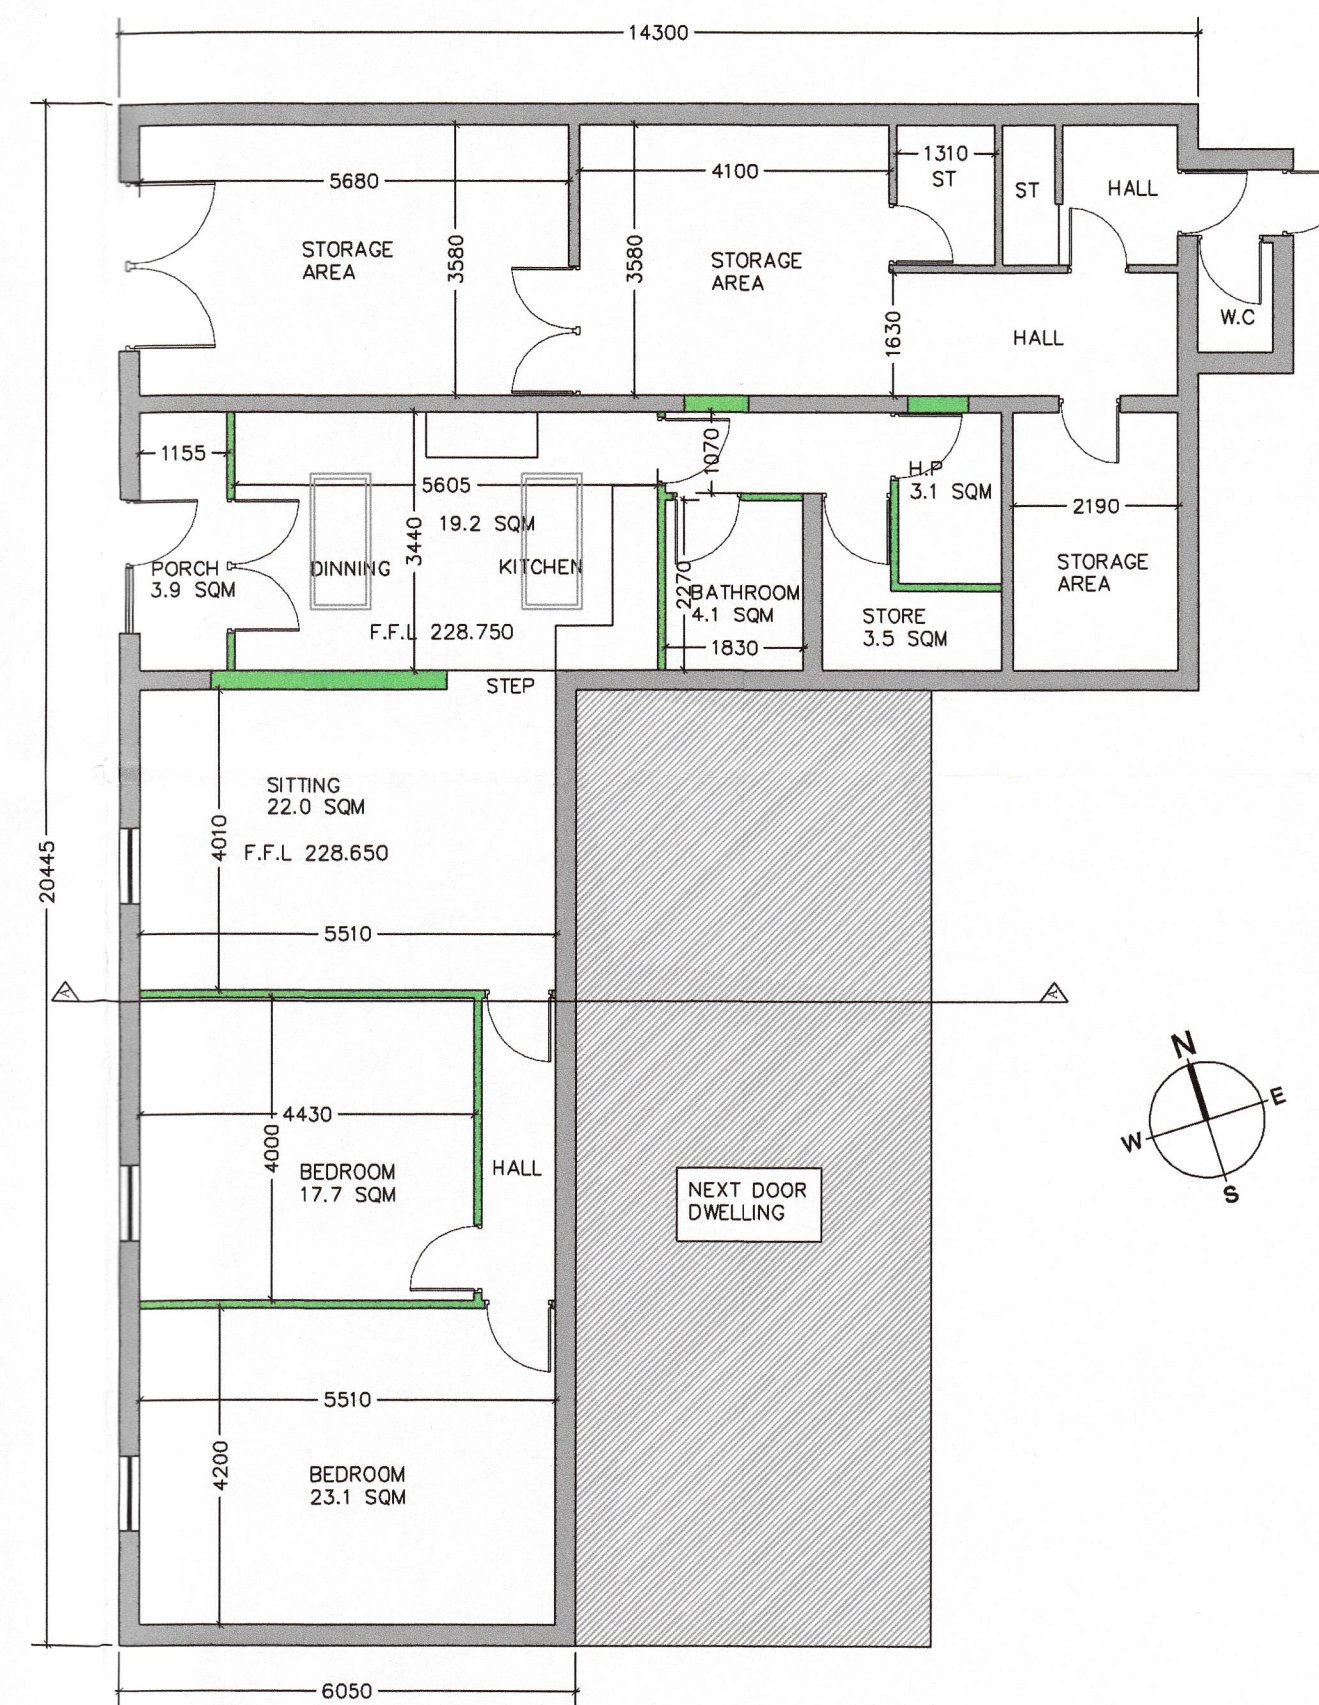 14300
5680
STORAGE
AREA
3580
3580
4100
STORAGE
AREA
1310
ST
ST
HALL
1630
HALL
W.C
1155
5605
19.2 SQM
3440
DINNING
KITCHEN
F.F.L 228.750
PORCH
3.9 SQM
1070
2270
BATHROOM
4.1 SQM
1830
H.P
3.1 SQM
STORE
3.5 SQM
2190
STORAGE
AREA
STEP
SITTING
22.0 SQM
4010
F.F.L 228.650
5510
20445
A
A
4430
4000
BEDROOM
17.7 SQM
HALL
NEXT DOOR
DWELLING
N
E
W
S
5510
4200
BEDROOM
23.1 SQM
6050